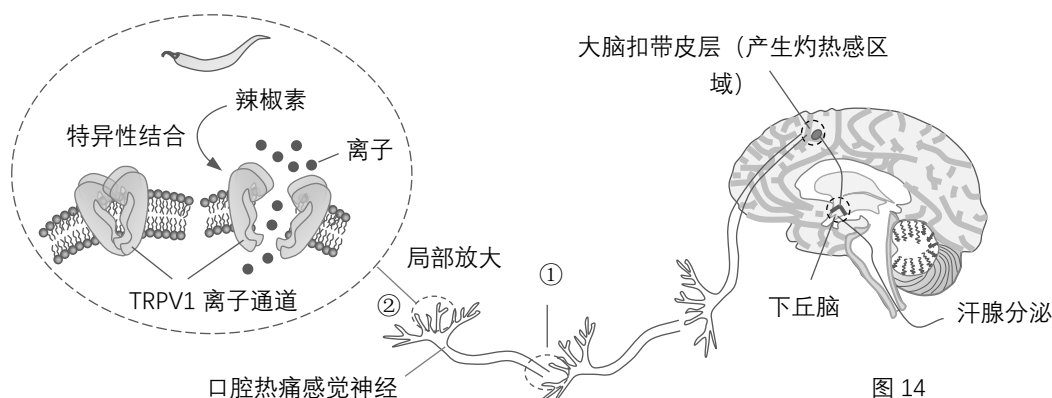 大脑扣带皮层（产生灼热感区
域）
辣椒素
特异性结合
离子
局部放大
①
TRPV1 离子通道
②
下丘脑
汗腺分泌
口腔热痛感觉神经
图 14